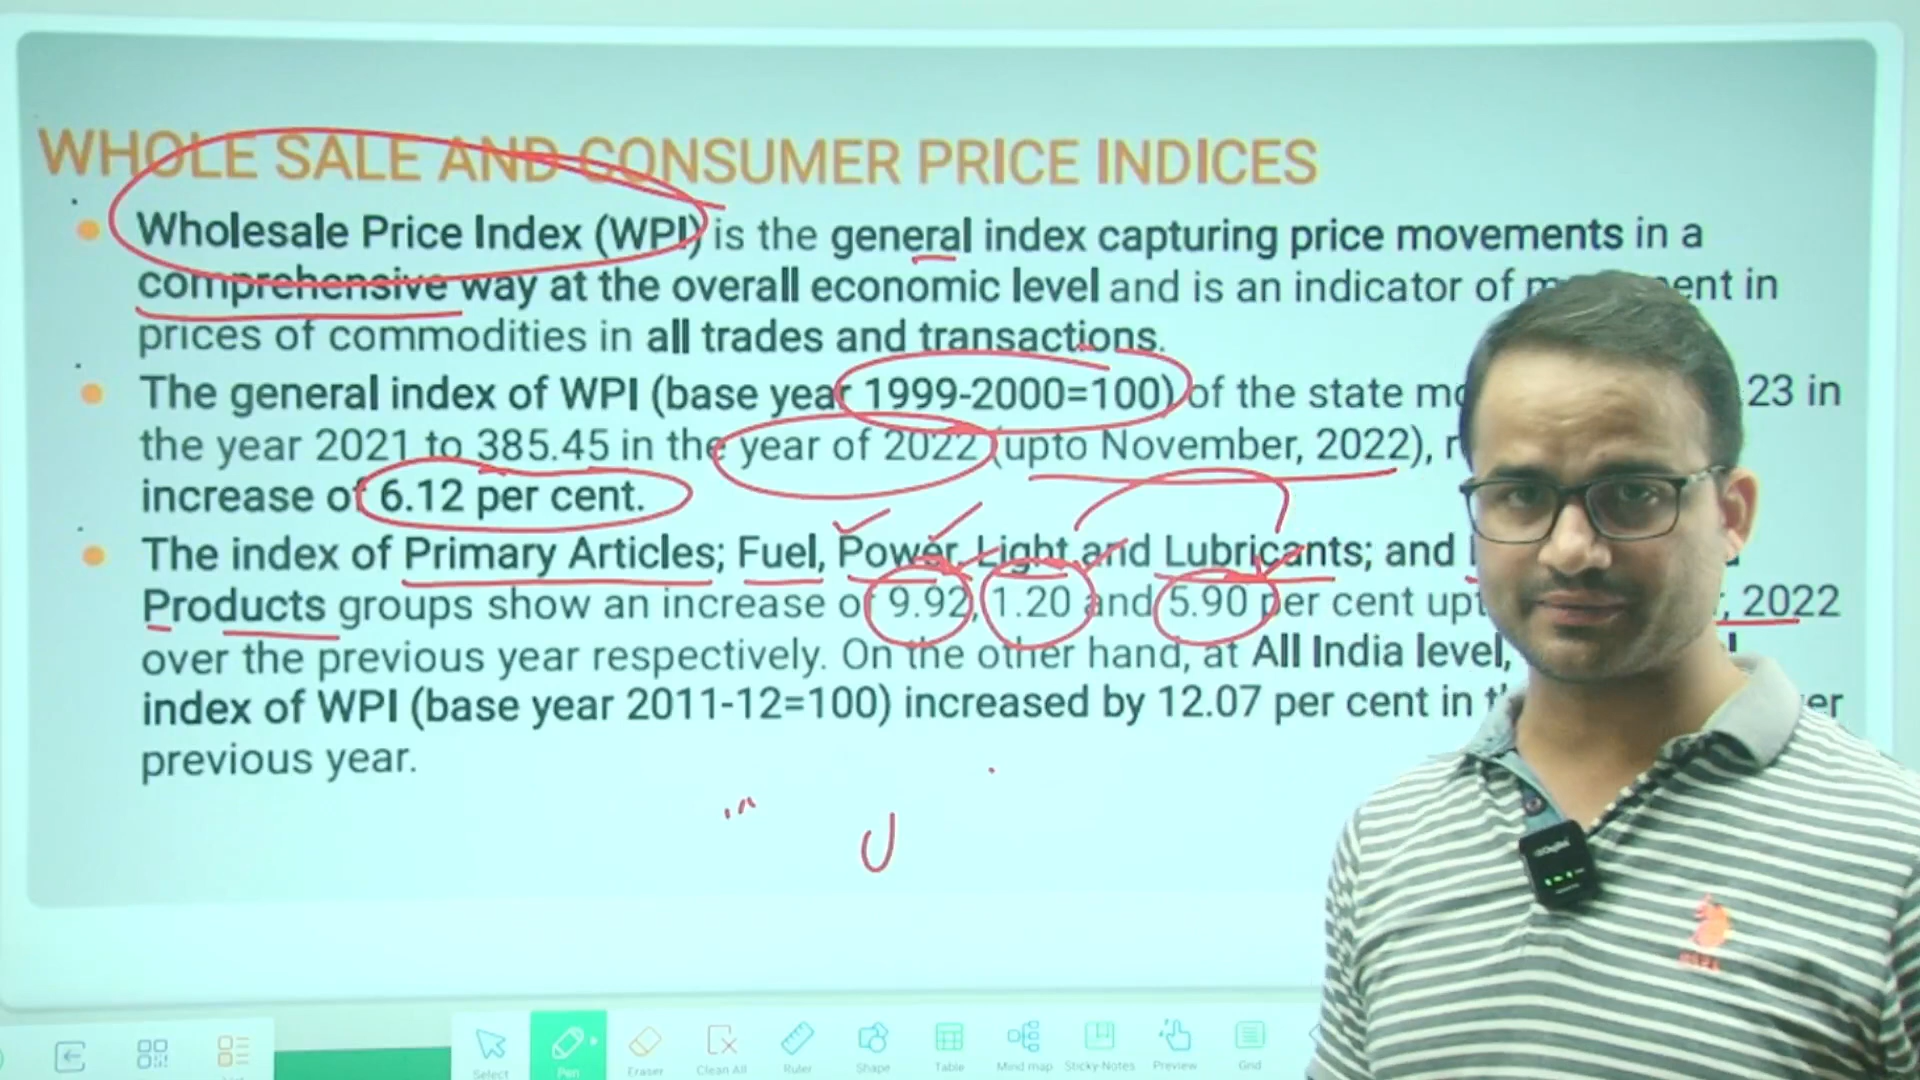 WHOLE SALE AND CONSUMER PRICE INDICES
Wholesale Price Index (WPI) is the general index capturing price movements in a
comprehensive way at the overall economic level and is an indicator of in
prices of commodities in all trades and transactions.
The general index of WPI (base year 1999-2000=100) of the state 23 in
the year 2021 to 385.45 in the year of 2022 (upto November, 2022),
increase of 6.12 per cent.
The index of Primary Articles; Fuel, Power, Light and Lubricants; and
Products groups show an increase of 9.92, 1.20 and 5.90 per cent , 2022
over the previous year respectively. On the other hand, at All India level,
index of WPI (base year 2011-12=100) increased by 12.07 per cent in
previous year.
Select Pen Eraser Clean All Ruler Shape Table Mind map Sticky-Notes Preview Grid